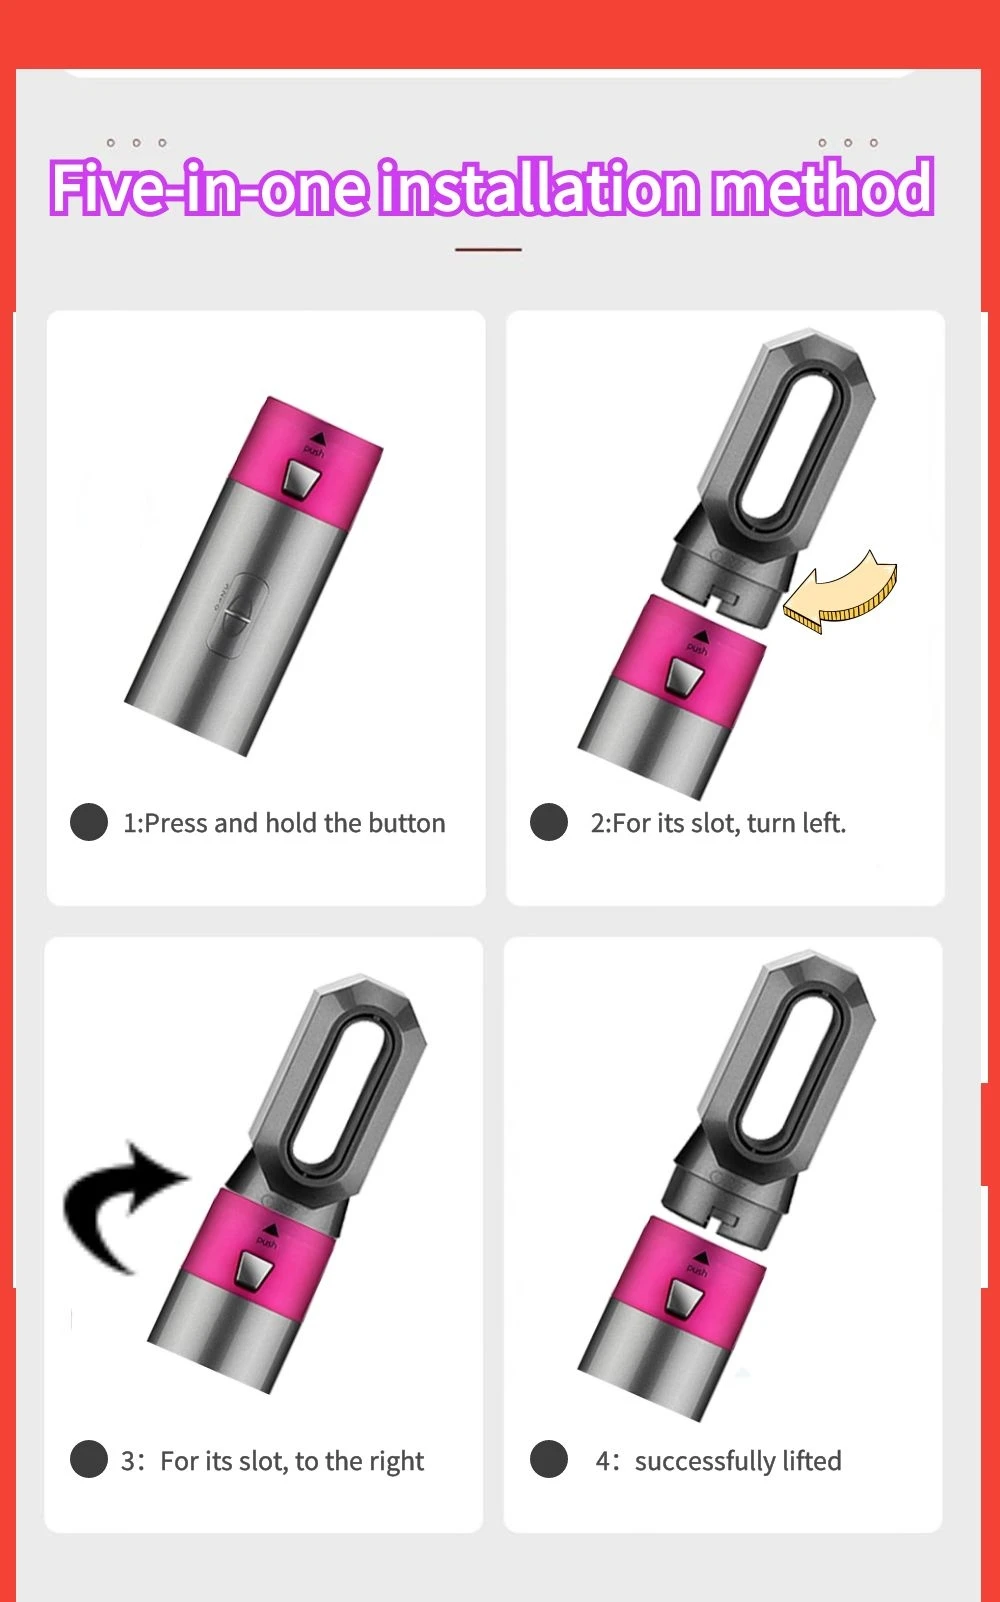 Five-in-one installation method
push
push
1:Press and hold the button
2:For its slot, turn left.
push
push
3：For its slot, to the right
4：successfully lifted